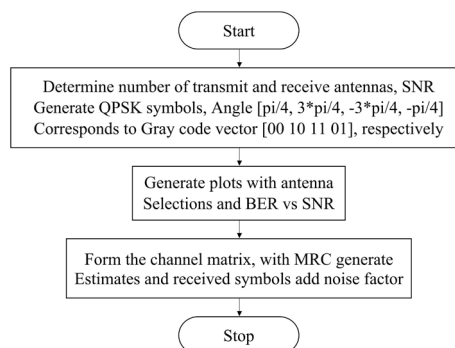 Start
Determine number of transmit and receive antennas, SNR
Generate QPSK symbols, Angle [pi/4, 3*pi/4, -3*pi/4, -pi/4]
Corresponds to Gray code vector [00 10 11 01], respectively
Generate plots with antenna
Selections and BER vs SNR
Form the channel matrix, with MRC generate
Estimates and received symbols add noise factor
Stop